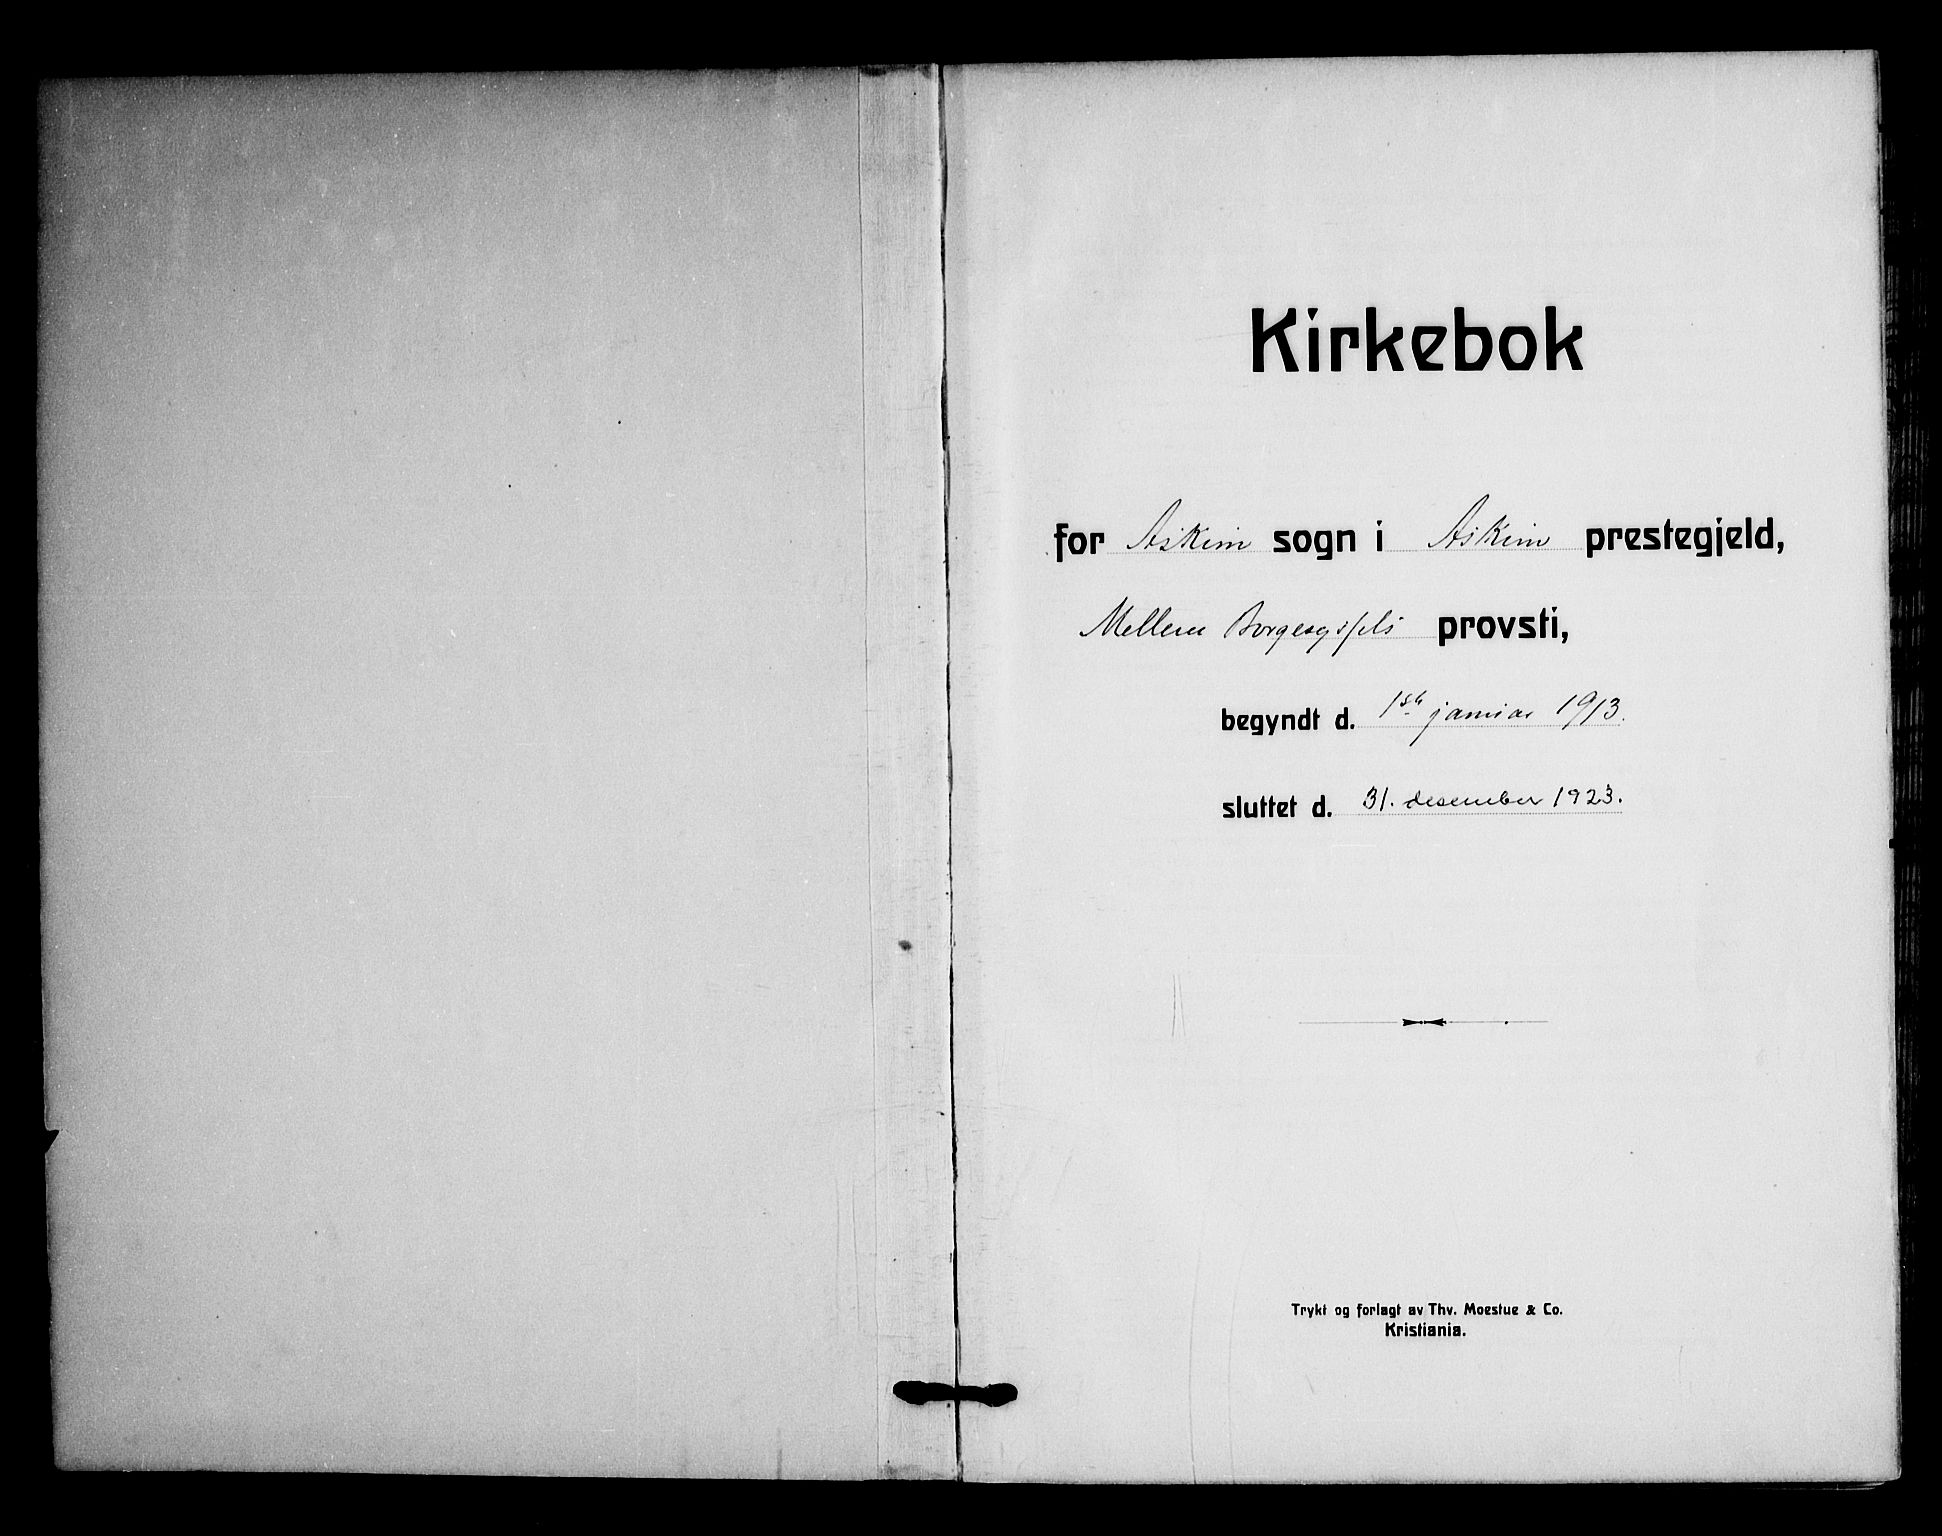 Kirkebok
for Askim sogn i Askim prestegjeld,
Mellem Borgesyssels provsti,
begyndt d. 1ste januar 1913.
sluttet d. 31. desember 1923.
Trykt og forlagt av Thv. Moestue & Co.
Kristiania.